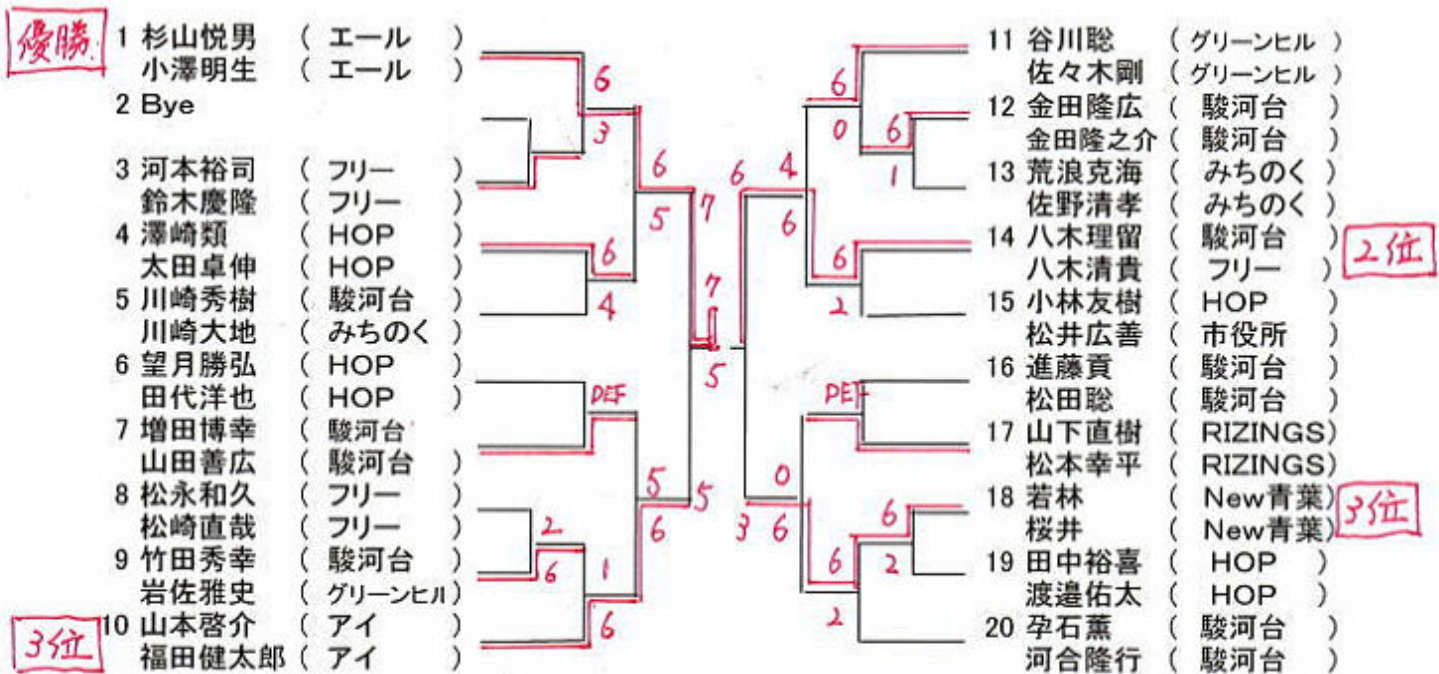 優勝
1 杉山悦男 ( エール )
小澤明生 ( エール )
2 Bye
3 河本裕司 ( フリー )
鈴木慶隆 ( フリー )
4 澤崎類 ( HOP )
太田卓伸 ( HOP )
5 川崎秀樹 ( 駿河台 )
川崎大地 ( みちのく )
6 望月勝弘 ( HOP )
田代洋也 ( HOP )
7 増田博幸 ( 駿河台
山田善広 ( 駿河台 )
8 松永和久 ( フリー )
松崎直哉 ( フリー )
9 竹田秀幸 ( 駿河台 )
岩佐雅史 ( グリーンヒル)
10 山本啓介 ( アイ )
福田健太郎 ( アイ )
3位
6
3
6
5
6
4
7
7
5
DEF
5
5
6
2
6
1
6
11 谷川聡 ( グリーンヒル )
佐々木剛 ( グリーンヒル )
12 金田隆広 ( 駿河台 )
金田隆之介 ( 駿河台 )
13 荒浪克海 ( みちのく )
佐野清孝 ( みちのく )
14 八木理留 ( 駿河台 )
八木清貴 ( フリー )
2位
15 小林友樹 ( HOP )
松井広善 ( 市役所 )
16 進藤貢 ( 駿河台 )
松田聡 ( 駿河台 )
17 山下直樹 ( RIZINGS)
松本幸平 ( RIZINGS)
18 若林 ( New青葉)
桜井 ( New青葉)
3位
19 田中裕喜 ( HOP )
渡邉佑太 ( HOP )
20 孕石薫 ( 駿河台 )
河合隆行 ( 駿河台 )
6
0
6
1
6
4
6
6
2
DEF
0
3
6
6
2
6
2